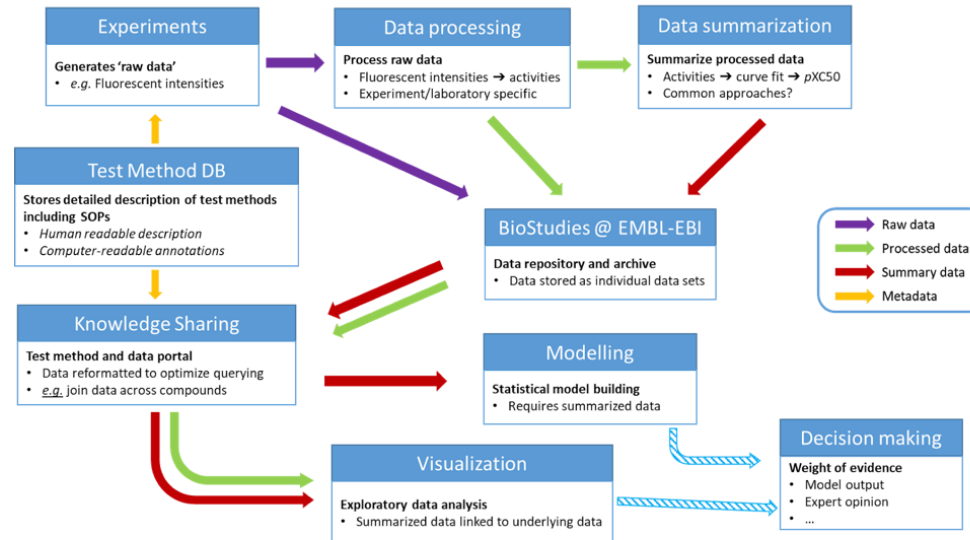 Experiments
Generates ‘raw data’
• e.g. Fluorescent intensities
Data processing
Process raw data
• Fluorescent intensities ➔ activities
• Experiment/laboratory specific
Data summarization
Summarize processed data
• Activities ➔ curve fit ➔ pXC50
• Common approaches?
Test Method DB
Stores detailed description of test methods
including SOPs
• Human readable description
• Computer-readable annotations
BioStudies @ EMBL-EBI
Data repository and archive
• Data stored as individual data sets
Raw data
Processed data
Summary data
Metadata
Knowledge Sharing
Test method and data portal
• Data reformatted to optimize querying
• e.g. join data across compounds
Modelling
Statistical model building
• Requires summarized data
Visualization
Exploratory data analysis
• Summarized data linked to underlying data
Decision making
Weight of evidence
• Model output
• Expert opinion
• ...